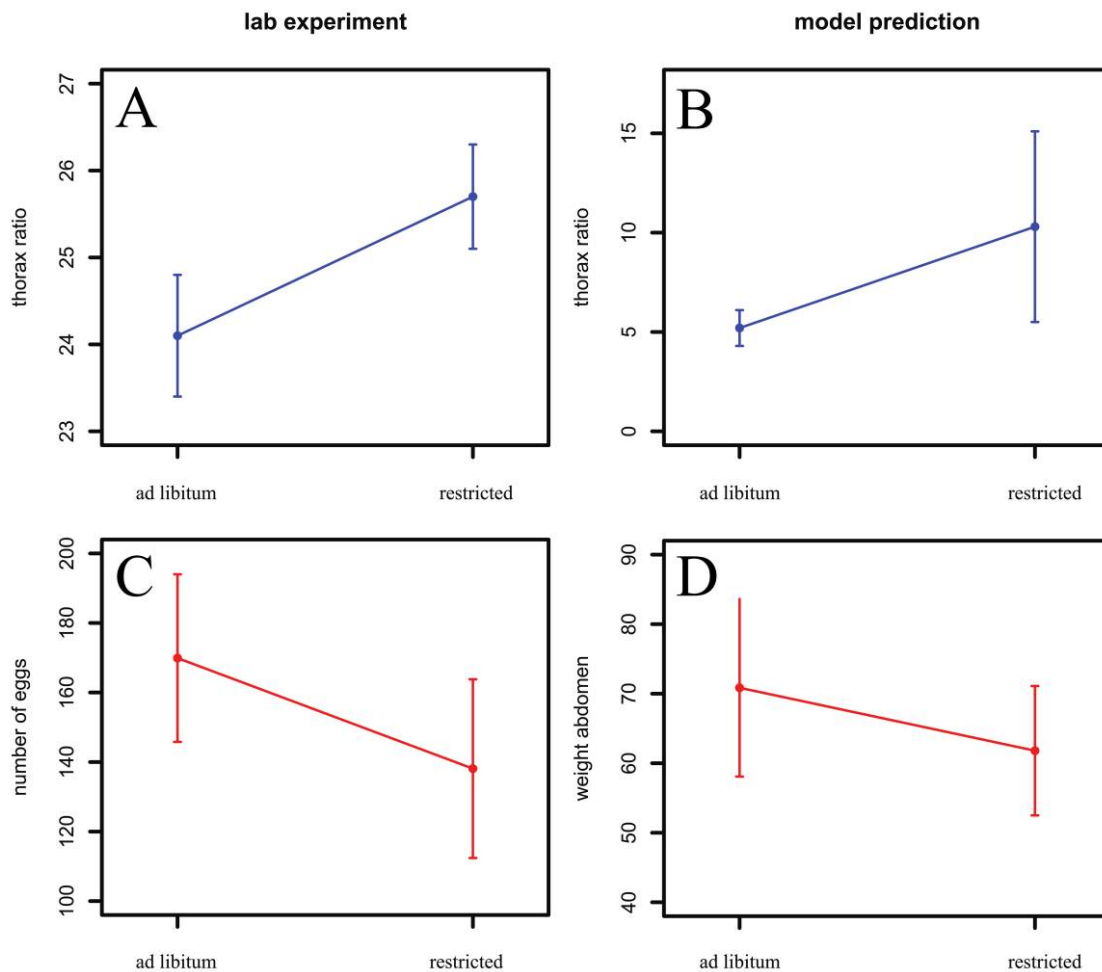 lab experiment
model prediction
A
thorax ratio
27
26
25
24
23
ad libitum
restricted
B
thorax ratio
15
10
5
0
ad libitum
restricted
C
number of eggs
200
180
160
140
120
100
ad libitum
restricted
D
weight abdomen
90
80
70
60
50
40
ad libitum
restricted